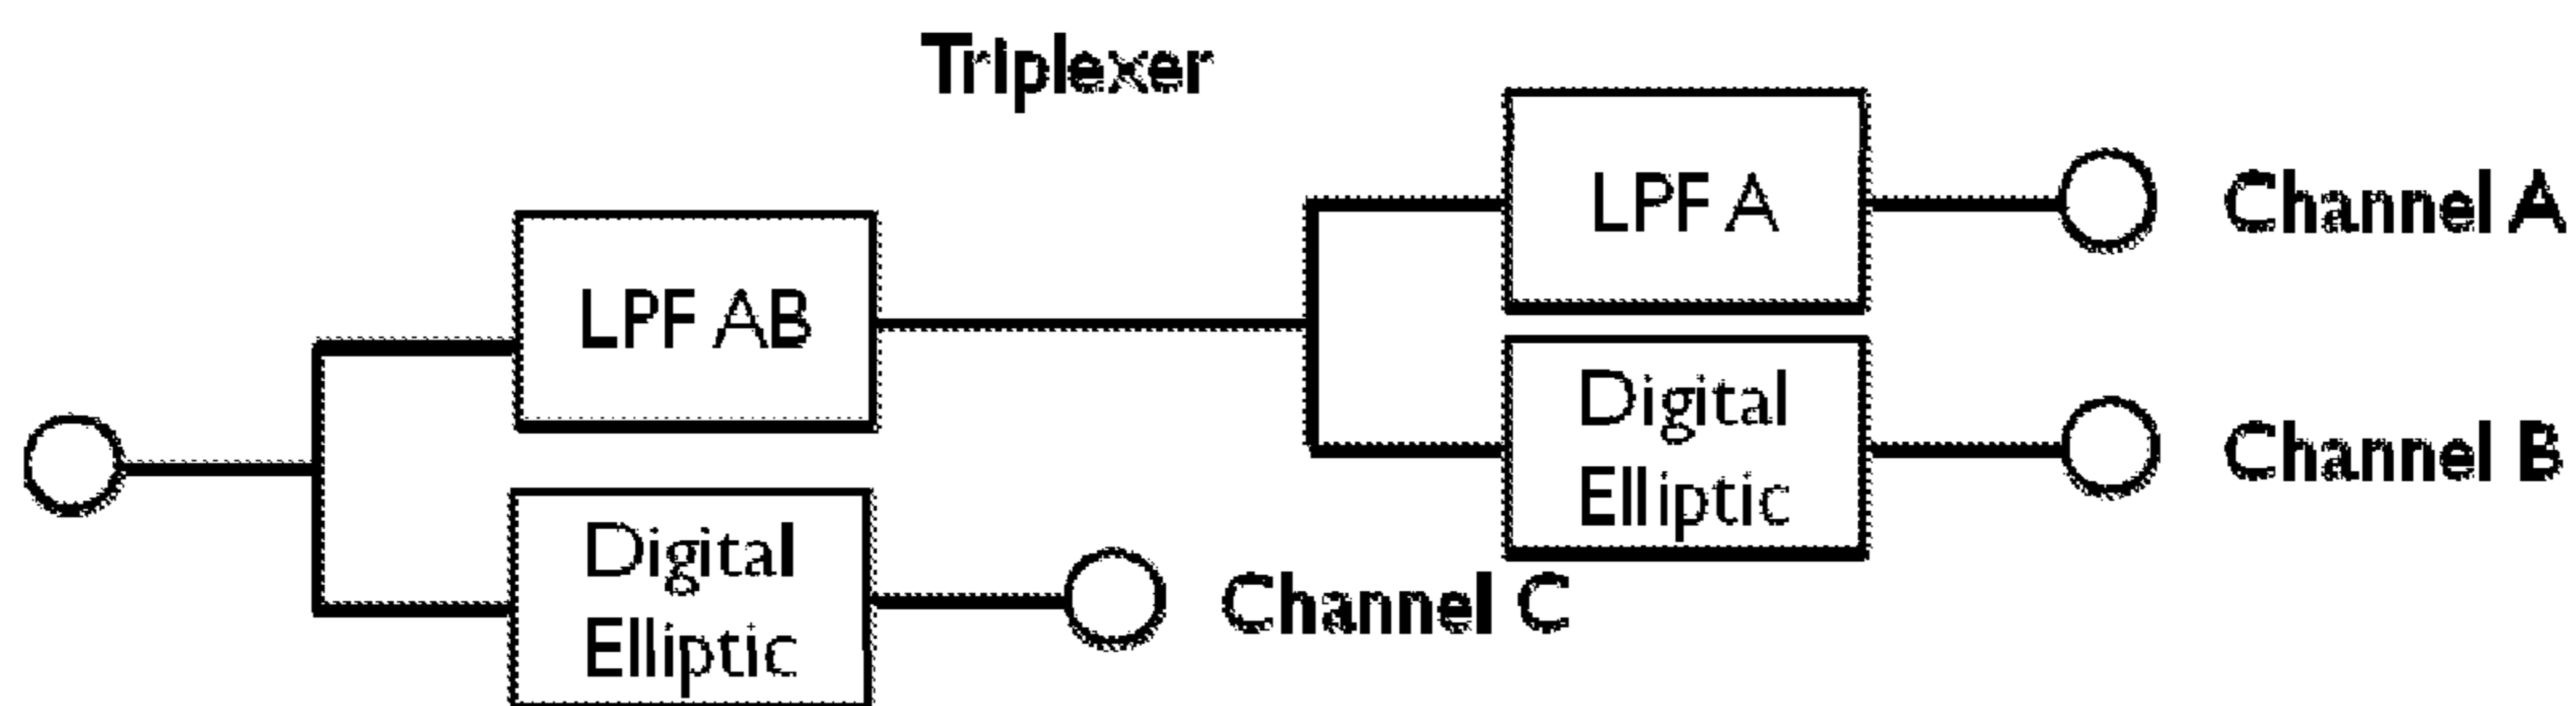 Triplexer
LPF A
Channel A
LPF AB
Digital
Elliptic
Channel B
Digital
Elliptic
Channel C